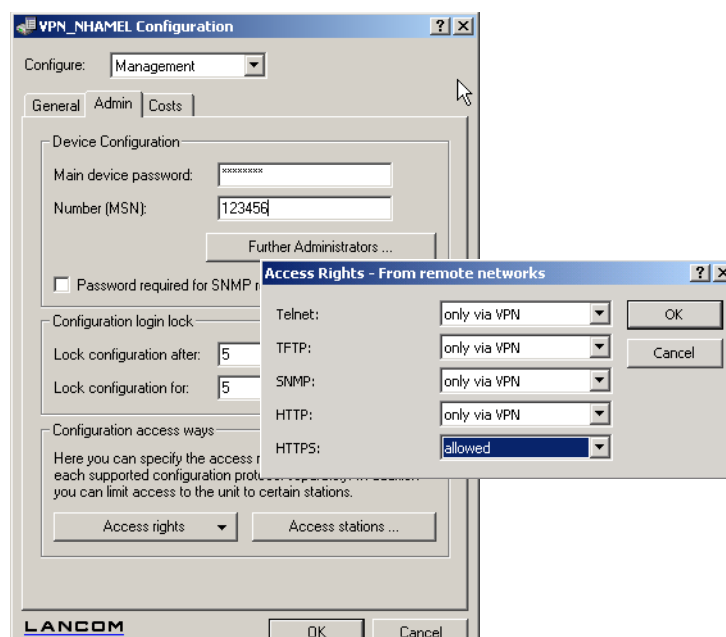 VPN_NHAMEL Configuration
Configure: Management
General Admin Costs
Device Configuration
Main device password: ********
Number (MSN): 123456
Further Administrators ...
Password required for SNMP
Configuration login lock
Lock configuration after: 5
Lock configuration for: 5
Configuration access ways
Here you can specify the access
each supported configuration
you can limit access to the unit to certain stations.
Access rights Access stations ...
LANCOM
OK Cancel
Access Rights - From remote networks
Telnet: only via VPN OK
TFTP: only via VPN Cancel
SNMP: only via VPN
HTTP: only via VPN
HTTPS: allowed